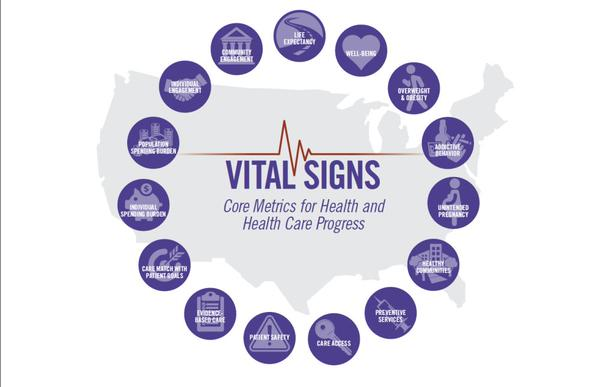 LIFE
EXPECTANCY
WELL-BEING
OVERWEIGHT
& OBESITY
ADDICTIVE
BEHAVIOR
UNINTENDED
PREGNANCY
HEALTHY
COMMUNITIES
PREVENTIVE
SERVICES
CARE ACCESS
PATIENT SAFETY
EVIDENCE-
BASED CARE
CARE MATCH WITH
PATIENT GOALS
INDIVIDUAL
SPENDING BURDEN
POPULATION
SPENDING BURDEN
INDIVIDUAL
ENGAGEMENT
COMMUNITY
ENGAGEMENT
VITAL SIGNS
Core Metrics for Health and
Health Care Progress
$